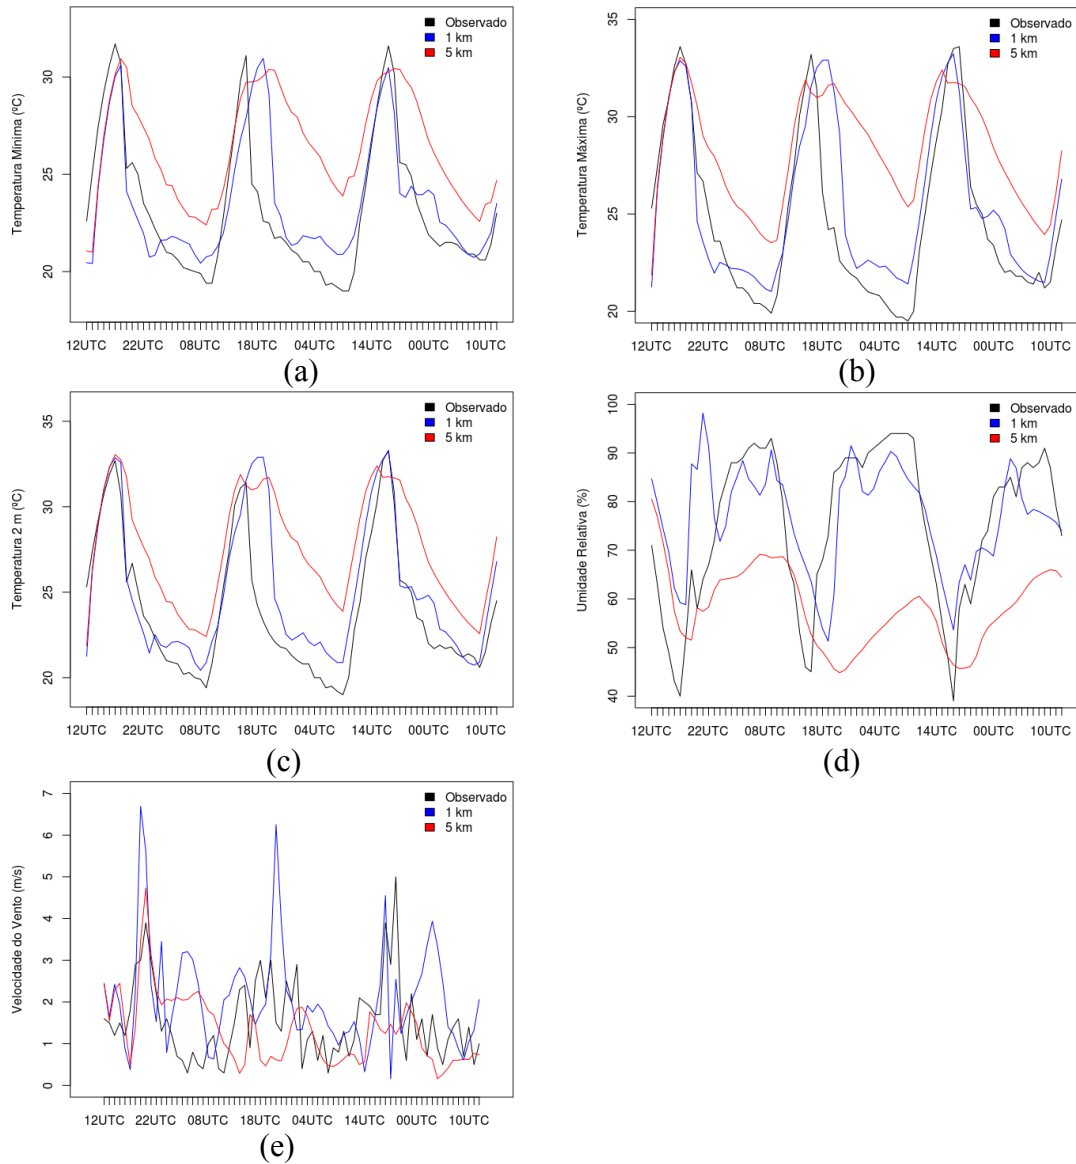 Observado
1 km
5 km
Temperatura Mínima (ºC)
20
25
30
12UTC 22UTC 08UTC 18UTC 04UTC 14UTC 00UTC 10UTC
(a)
Observado
1 km
5 km
Temperatura Máxima (ºC)
20
25
30
35
12UTC 22UTC 08UTC 18UTC 04UTC 14UTC 00UTC 10UTC
(b)
Observado
1 km
5 km
Temperatura 2 m (ºC)
20
25
30
35
12UTC 22UTC 08UTC 18UTC 04UTC 14UTC 00UTC 10UTC
(c)
Observado
1 km
5 km
Umidade Relativa (%)
40
50
60
70
80
90
100
12UTC 22UTC 08UTC 18UTC 04UTC 14UTC 00UTC 10UTC
(d)
Observado
1 km
5 km
Velocidade do Vento (m/s)
0
1
2
3
4
5
6
7
12UTC 22UTC 08UTC 18UTC 04UTC 14UTC 00UTC 10UTC
(e)